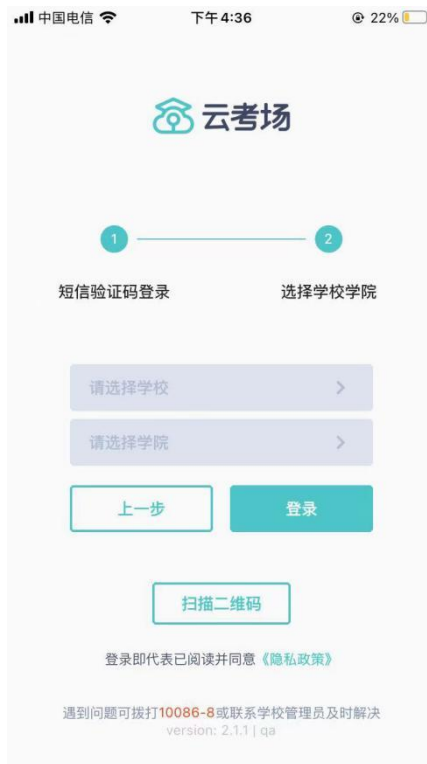 中国电信 下午4:36 22%
云考场
1 2
短信验证码登录 选择学校学院
请选择学校
请选择学院
上一步 登录
扫描二维码
登录即代表已阅读并同意《隐私政策》
遇到问题可拨打10086-8或联系学校管理员及时解决
version: 2.1.1 | qa